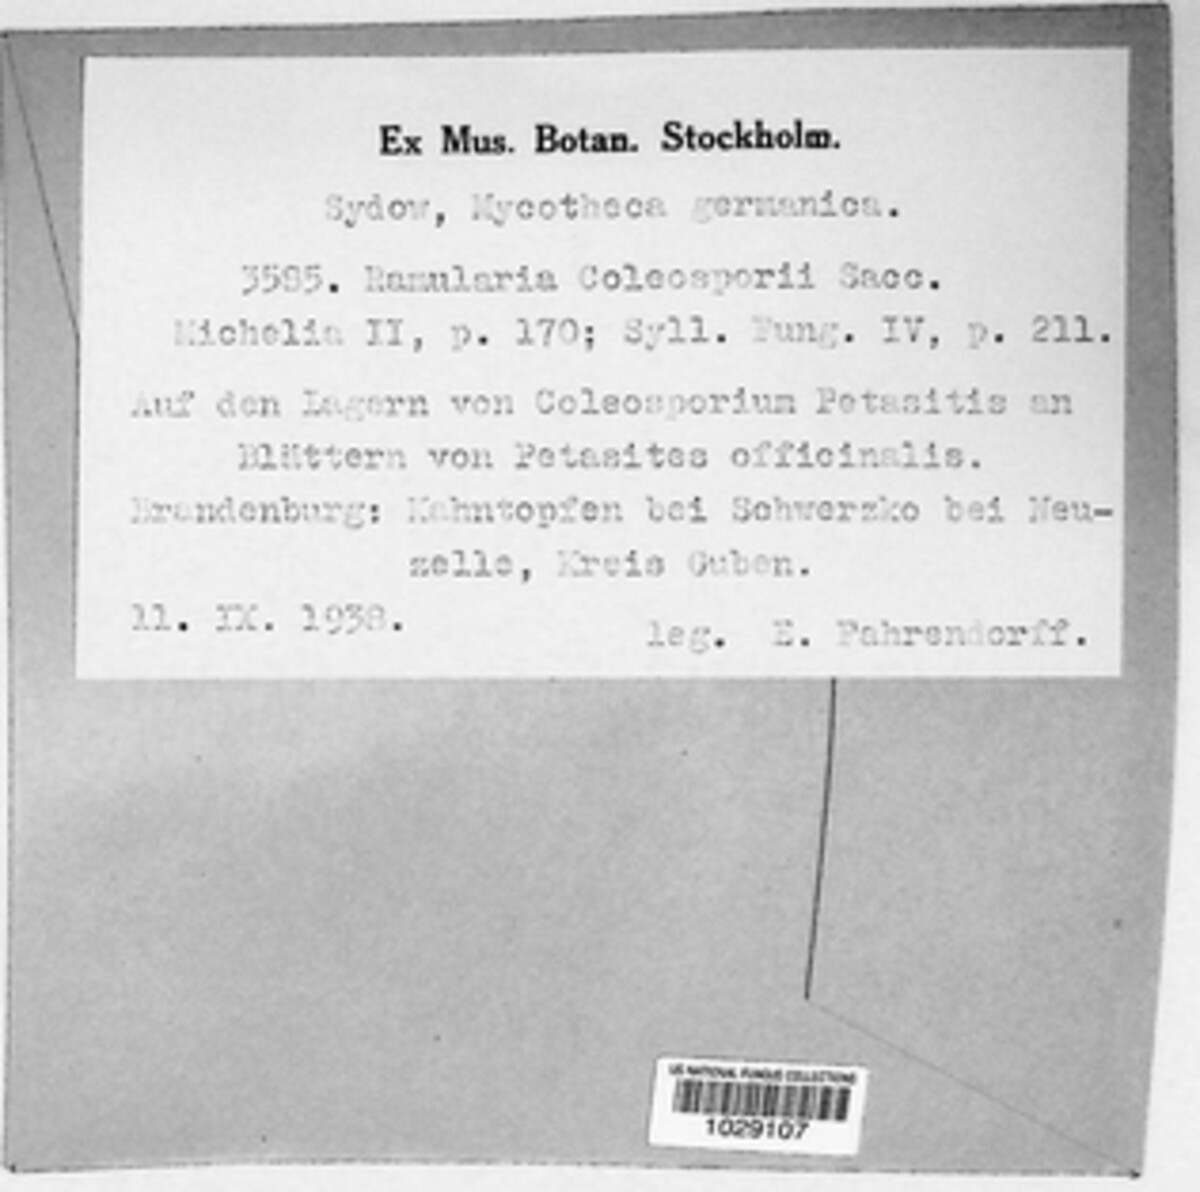 Ex Mus. Botan. Stockholm.
Sydow, Mycotheca germanica.
3585. Ramularia Coleosporii Sacc.
Michelia II, p. 170; Syll. Fung. IV, p. 211.
Auf den Lagern von Coleosporium Petasitis an
Blättern von Petasites officinalis.
Brandenburg: Kahntopfen bei Schwerzko bei Neu-
zelle, Kreis Guben.
11. IX. 1938.
leg. E. Fahrendorff.
US NATIONAL FUNGUS COLLECTIONS
1029107